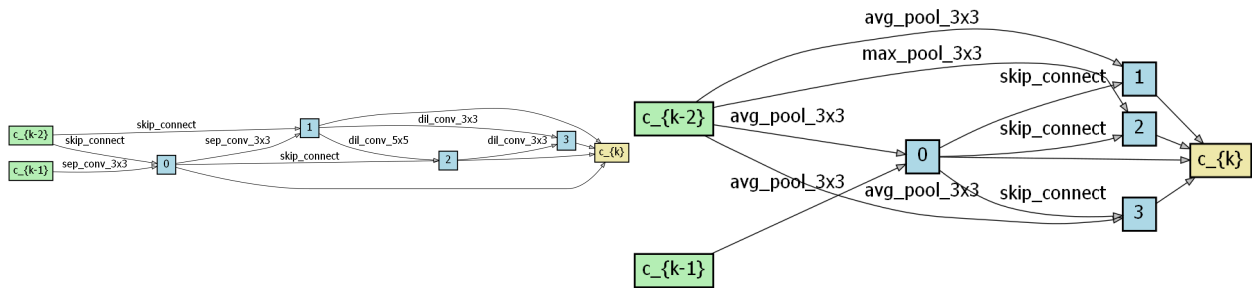 skip_connect
dil_conv_3x3
c_{k-2}
skip_connect
1
sep_conv_3x3
dil_conv_5x5
dil_conv_3x3
3
c_{k}
c_{k-1}
sep_conv_3x3
0
skip_connect
2
avg_pool_3x3
max_pool_3x3
skip_connect
1
c_{k-2}
avg_pool_3x3
skip_connect
2
0
c_{k}
avg_pool_3x3
avg_pool_3x3
skip_connect
3
c_{k-1}